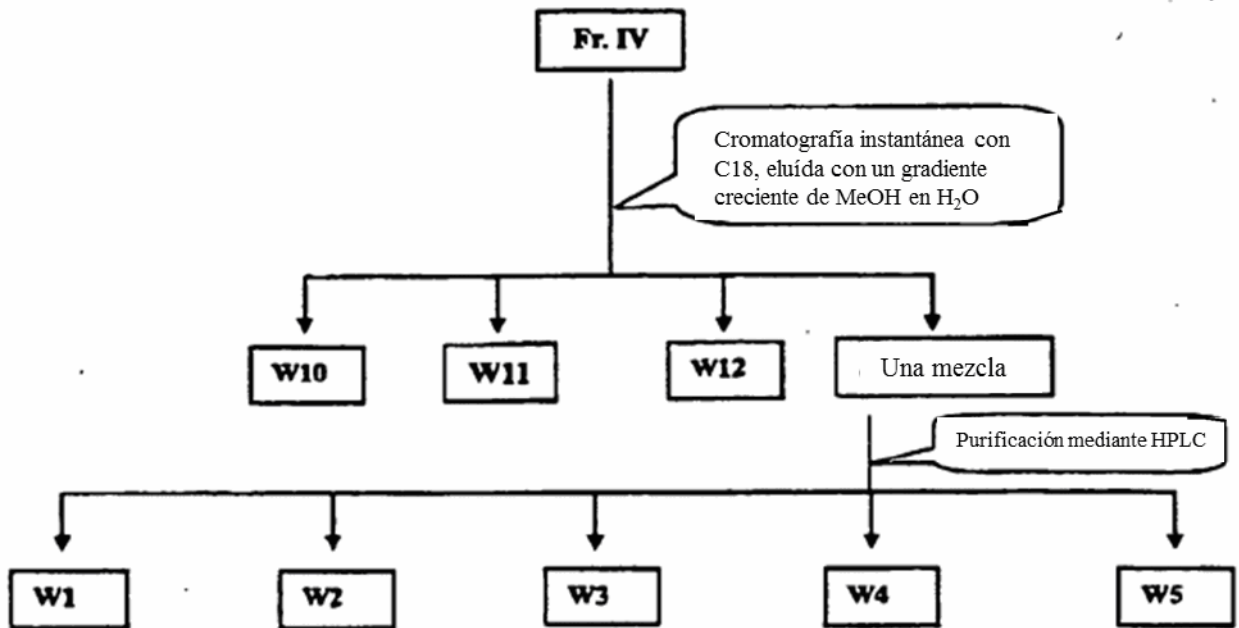 Fr. IV
Cromatografía instantánea con
C18, eluída con un gradiente
creciente de MeOH en H₂O
W10
W11
W12
Una mezcla
Purificación mediante HPLC
W1
W2
W3
W4
W5